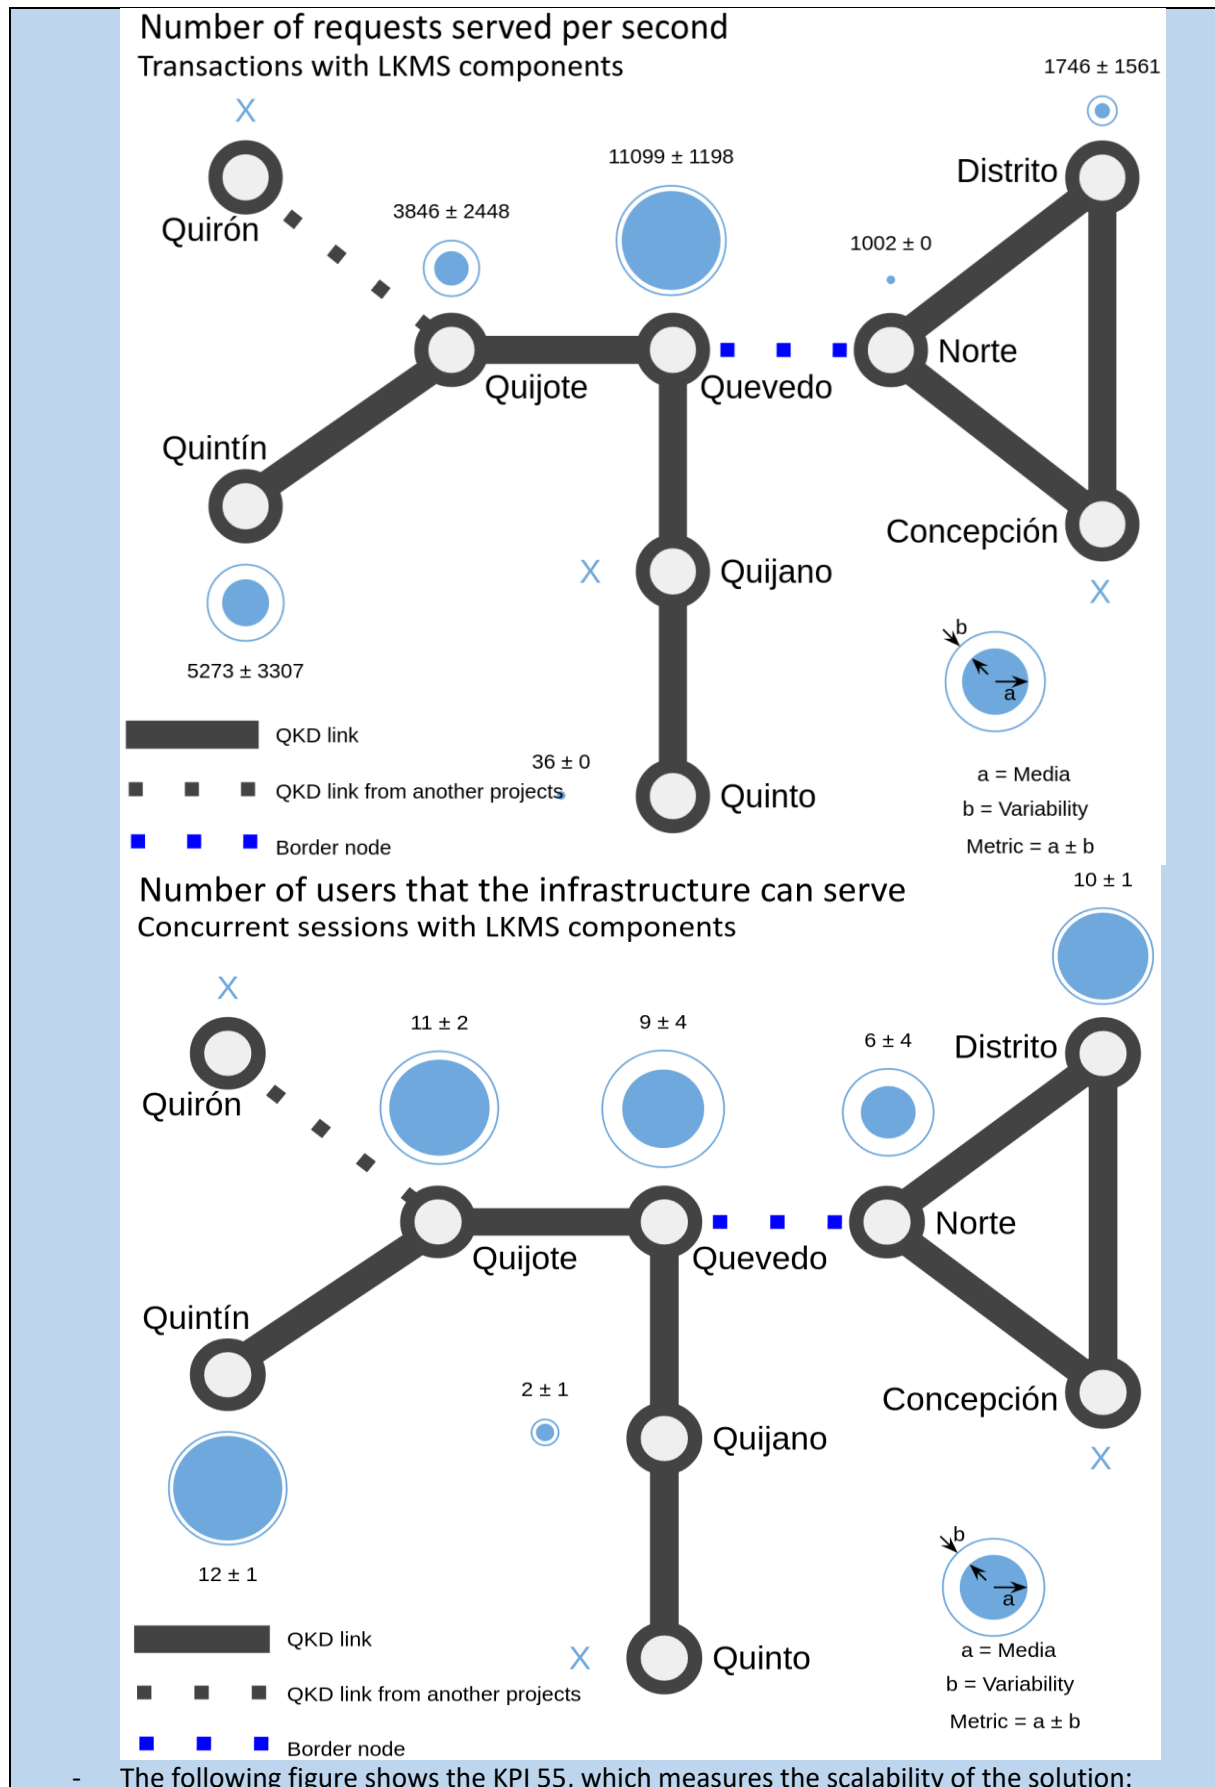 Number of requests served per second
Transactions with LKMS components
1746 ± 1561
X
11099 ± 1198
Distrito
3846 ± 2448
Quirón
1002 ± 0
Norte
Quijote
Quevedo
Quintín
Concepción
X
Quijano
X
b
a
5273 ± 3307
QKD link
36 ± 0
a = Media
QKD link from another projects
Quinto
b = Variability
Border node
Metric = a ± b
Number of users that the infrastructure can serve
10 ± 1
Concurrent sessions with LKMS components
X
11 ± 2
9 ± 4
6 ± 4
Distrito
Quirón
Norte
Quijote
Quevedo
Quintín
2 ± 1
Concepción
Quijano
X
b
12 ± 1
a
QKD link
a = Media
X
Quinto
b = Variability
QKD link from another projects
Metric = a ± b
Border node
- The following figure shows the KPI 55, which measures the scalability of the solution: